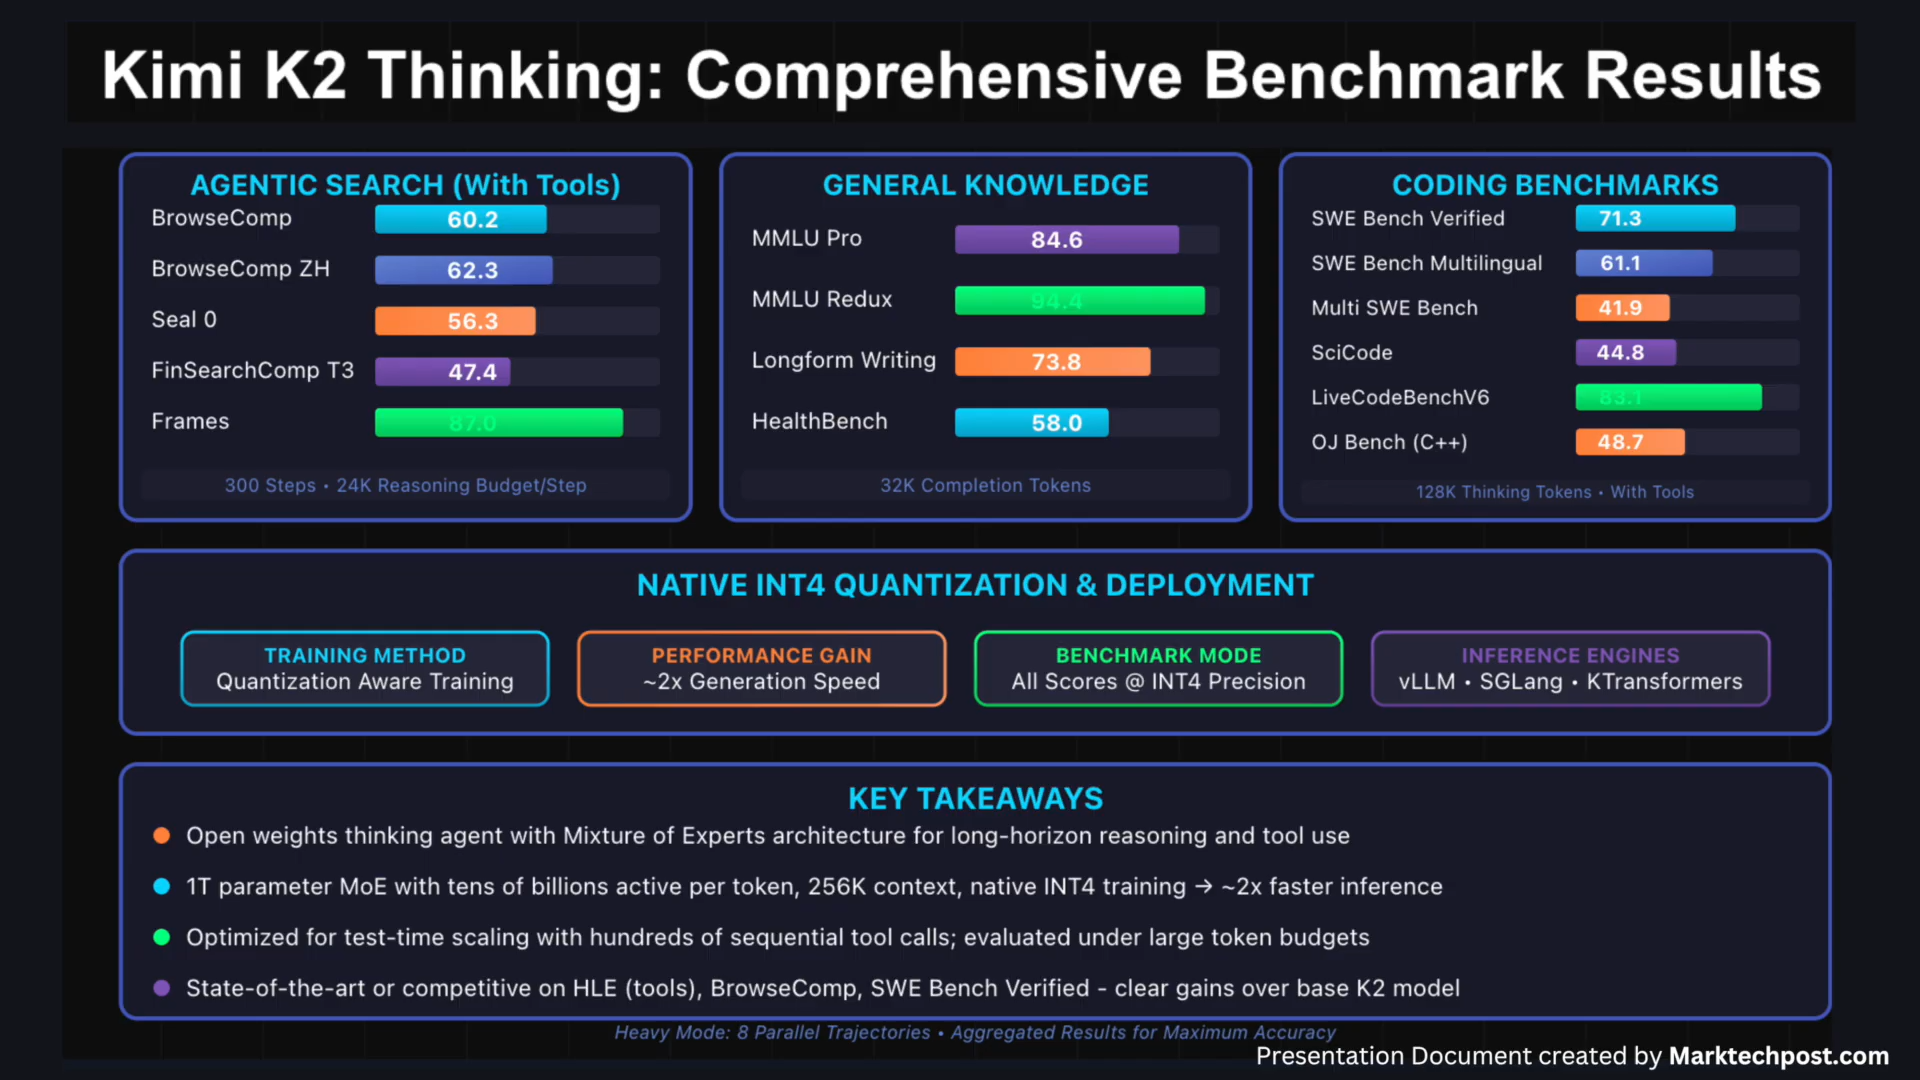 Kimi K2 Thinking: Comprehensive Benchmark Results
AGENTIC SEARCH (With Tools)
BrowseComp 60.2
BrowseComp ZH 62.3
Seal 0 56.3
FinSearchComp T3 47.4
Frames 87.0
300 Steps • 24K Reasoning Budget/Step
GENERAL KNOWLEDGE
MMLU Pro 84.6
MMLU Redux 94.4
Longform Writing 73.8
HealthBench 58.0
32K Completion Tokens
CODING BENCHMARKS
SWE Bench Verified 71.3
SWE Bench Multilingual 61.1
Multi SWE Bench 41.9
SciCode 44.8
LiveCodeBenchV6 83.1
OJ Bench (C++) 48.7
128K Thinking Tokens • With Tools
NATIVE INT4 QUANTIZATION & DEPLOYMENT
TRAINING METHOD
Quantization Aware Training
PERFORMANCE GAIN
~2x Generation Speed
BENCHMARK MODE
All Scores @ INT4 Precision
INFERENCE ENGINES
vLLM • SGLang • KTransformers
KEY TAKEAWAYS
Open weights thinking agent with Mixture of Experts architecture for long-horizon reasoning and tool use
1T parameter MoE with tens of billions active per token, 256K context, native INT4 training → ~2x faster inference
Optimized for test-time scaling with hundreds of sequential tool calls; evaluated under large token budgets
State-of-the-art or competitive on HLE (tools), BrowseComp, SWE Bench Verified - clear gains over base K2 model
Heavy Mode: 8 Parallel Trajectories • Aggregated Results for Maximum Accuracy
Presentation Document created by Marktechpost.com